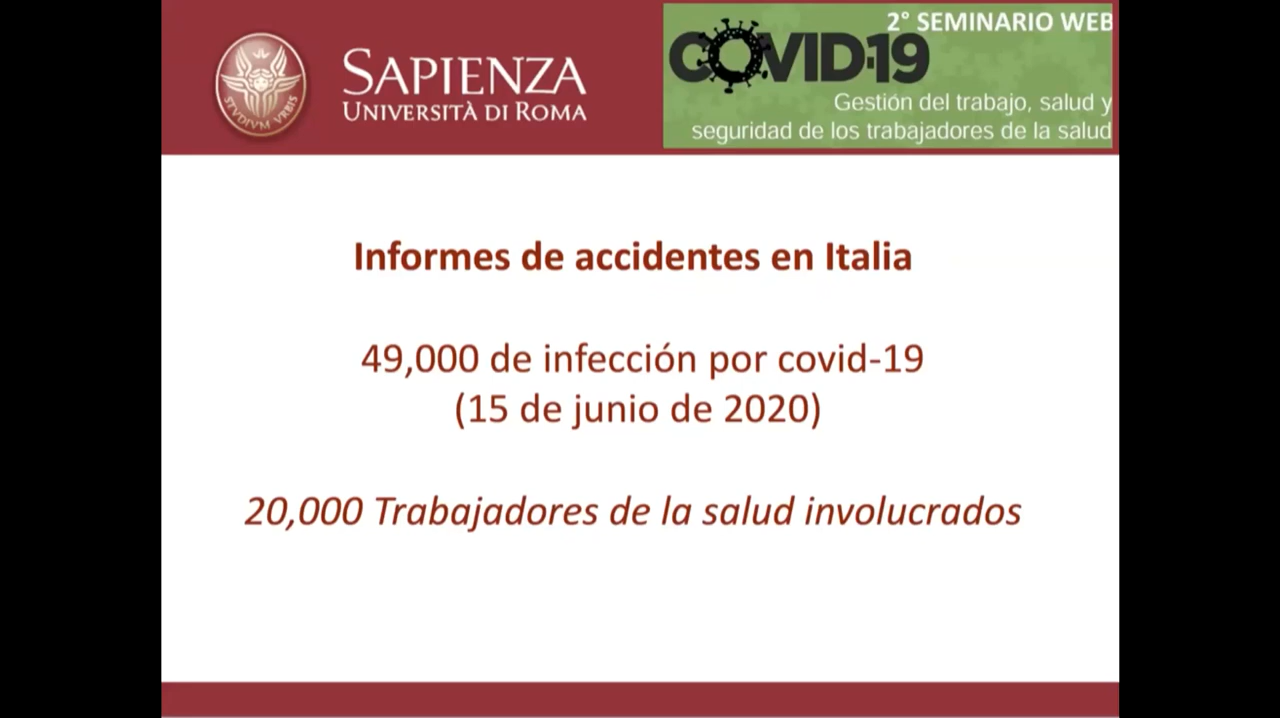 STVDIVM VRBIS
SAPIENZA
UNIVERSITÀ DI ROMA
2° SEMINARIO WEB
COVID-19
Gestión del trabajo, salud y
seguridad de los trabajadores de la salud
Informes de accidentes en Italia
49,000 de infección por covid-19
(15 de junio de 2020)
20,000 Trabajadores de la salud involucrados